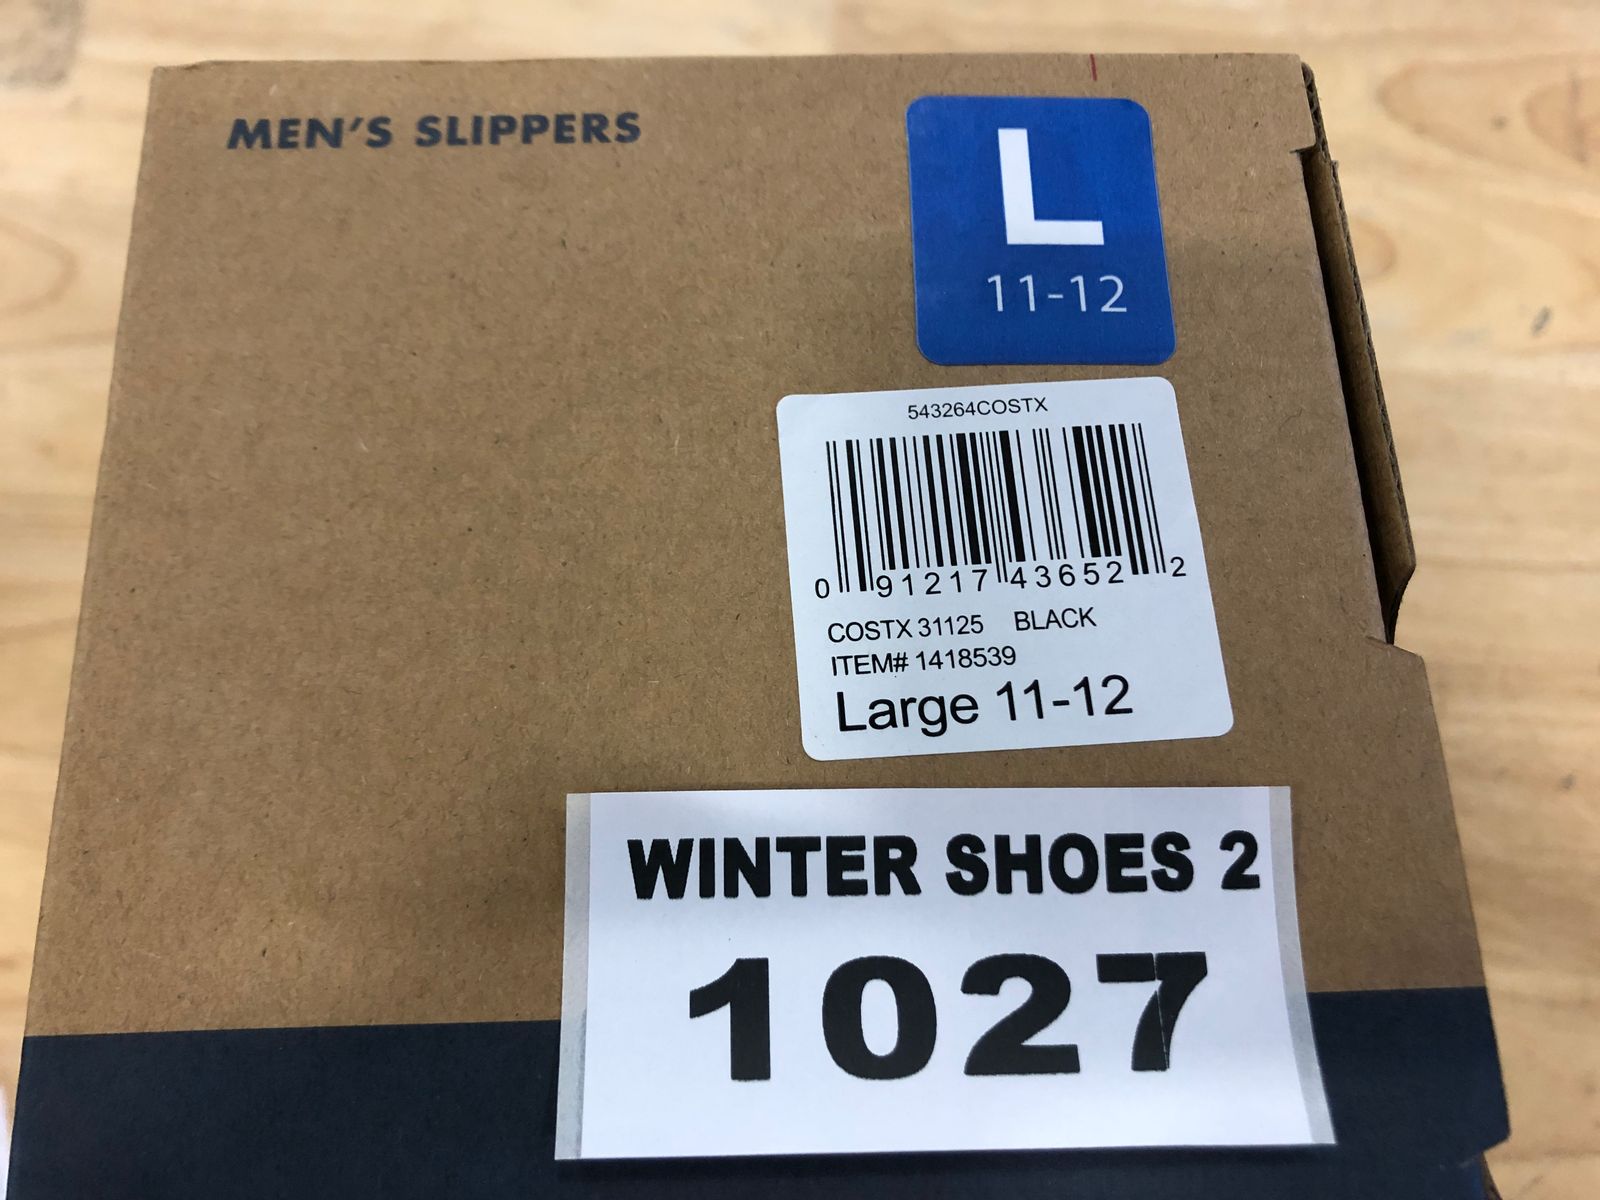 MEN'S SLIPPERS
L
11-12
543264COSTX
0 91217 43652 2
COSTX 31125 BLACK
ITEM# 1418539
Large 11-12
WINTER SHOES 2
1027